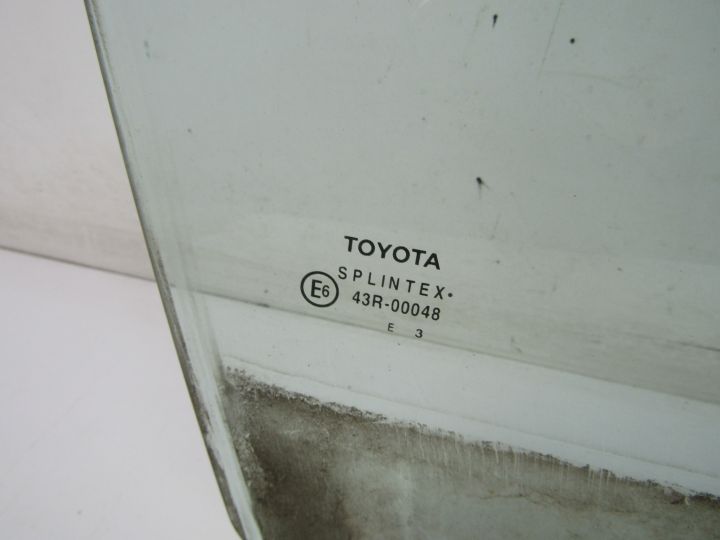 TOYOTA
SPLINTEX•
E6 43R-00048
E 3